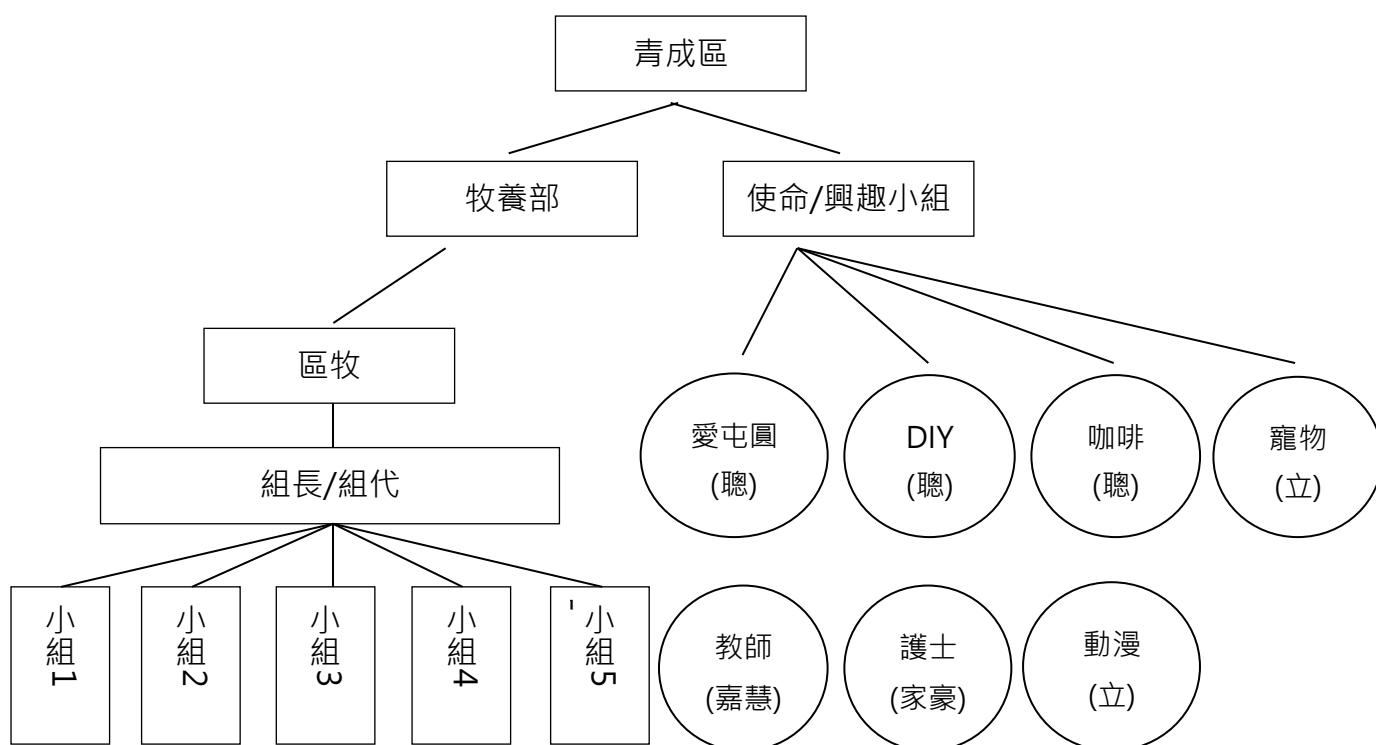 青成區
牧養部
使命/興趣小組
區牧
組長/組代
愛屯圓
(聰)
DIY
(聰)
咖啡
(聰)
寵物
(立)
小組1
小組2
小組3
小組4
小組5
教師
(嘉慧)
護士
(家豪)
動漫
(立)